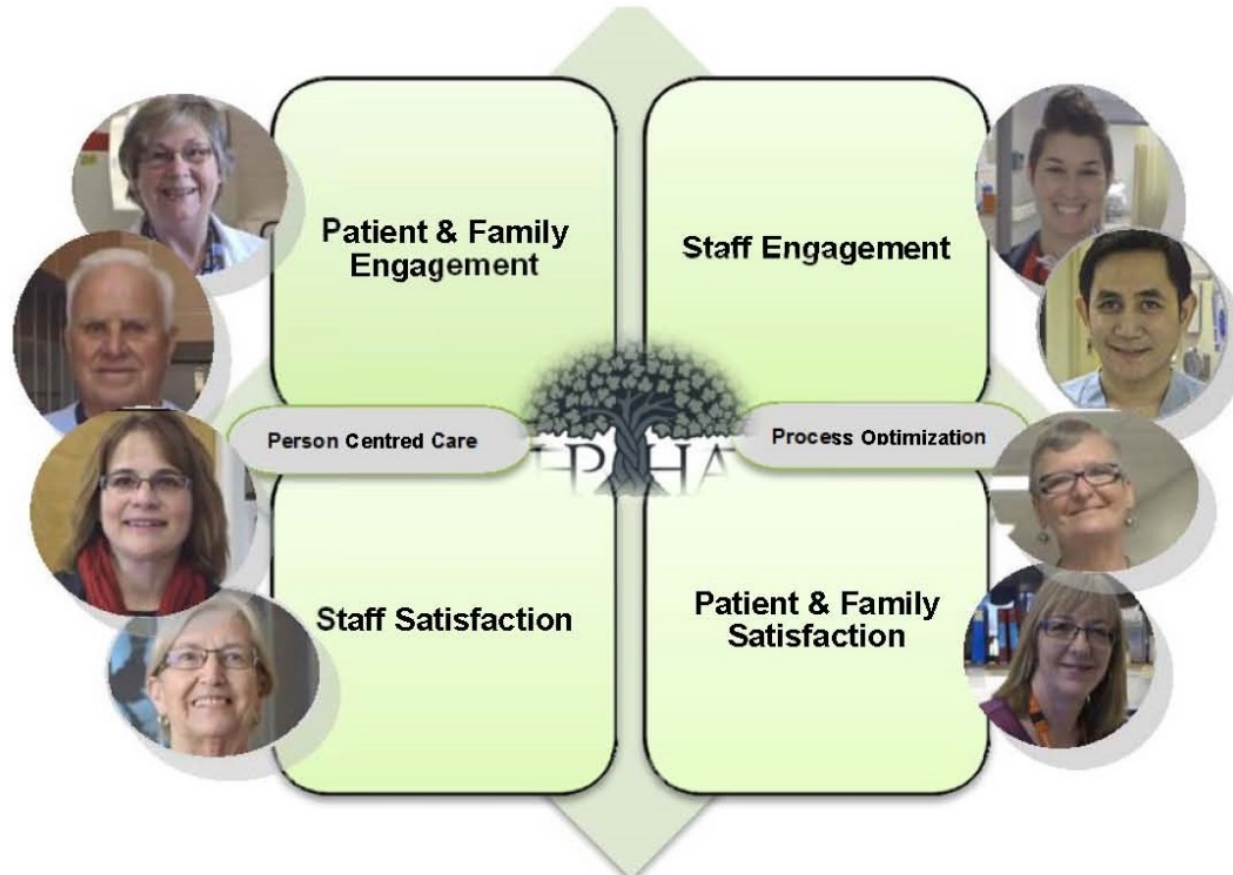 Patient & Family
Engagement
Staff Engagement
Person Centred Care
Process Optimization
Staff Satisfaction
Patient & Family
Satisfaction